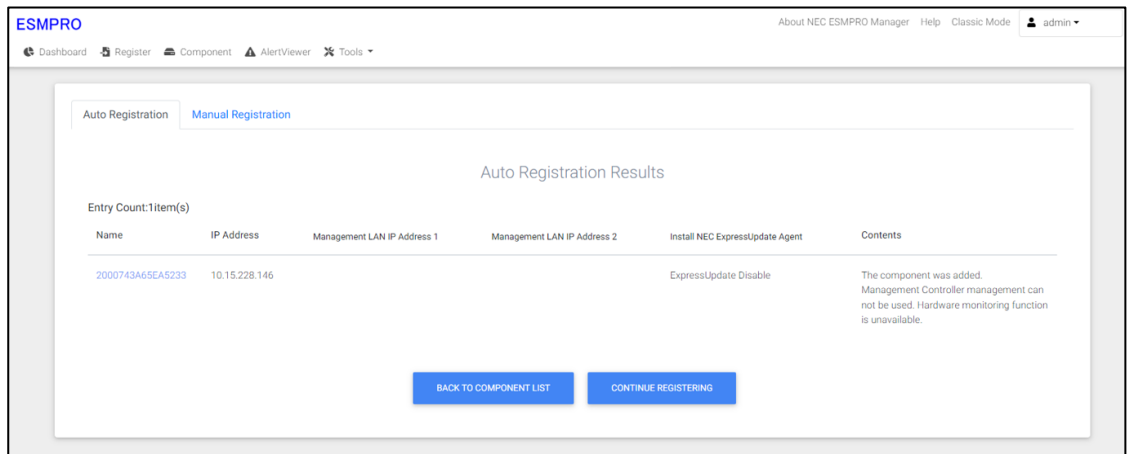 ESMPRO
About NEC ESMPRO Manager Help Classic Mode admin
Dashboard Register Component AlertViewer Tools
Auto Registration Manual Registration
Auto Registration Results
Entry Count:1item(s)
Name IP Address Management LAN IP Address 1 Management LAN IP Address 2 Install NEC ExpressUpdate Agent Contents
2000743A65EA5233 10.15.228.146 ExpressUpdate Disable The component was added.
Management Controller management can
not be used. Hardware monitoring function
is unavailable.
BACK TO COMPONENT LIST CONTINUE REGISTERING